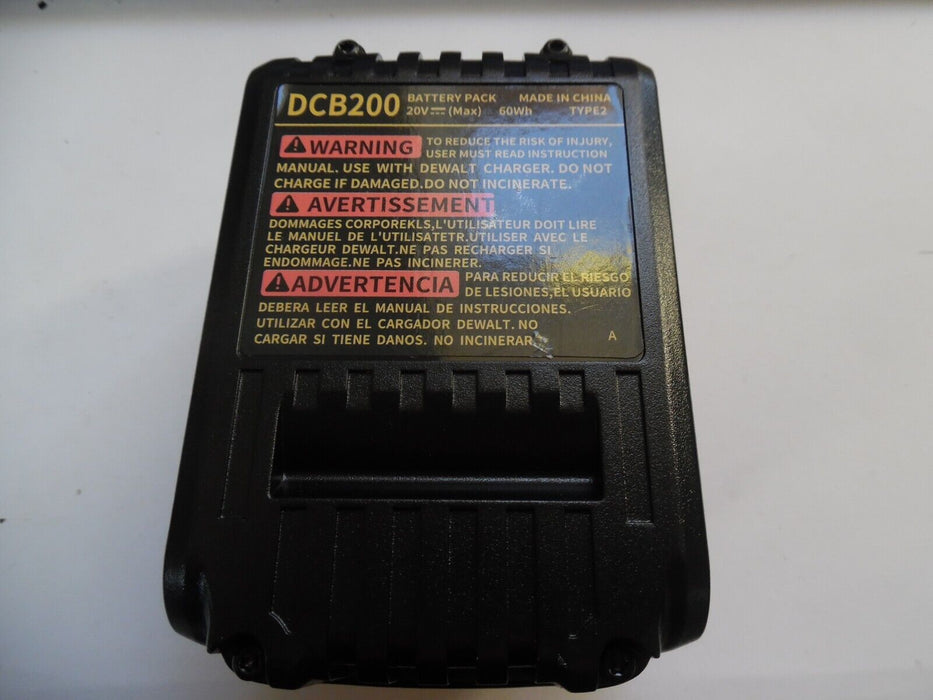 DCB200 BATTERY PACK MADE IN CHINA
20V⎓(Max) 60Wh TYPE2
⚠WARNING TO REDUCE THE RISK OF INJURY,
USER MUST READ INSTRUCTION
MANUAL. USE WITH DEWALT CHARGER. DO NOT
CHARGE IF DAMAGED.DO NOT INCINERATE.
⚠ AVERTISSEMENT
DOMMAGES CORPOREKLS,L'UTILISATEUR DOIT LIRE
LE MANUEL DE L'UTILISATETR.UTILISER AVEC LE
CHARGEUR DEWALT.NE PAS RECHARGER SI
ENDOMMAGE.NE PAS INCINERER.
⚠ADVERTENCIA PARA REDUCIR EL RIESGO
DE LESIONES,EL USUARIO
DEBERA LEER EL MANUAL DE INSTRUCCIONES.
UTILIZAR CON EL CARGADOR DEWALT. NO
CARGAR SI TIENE DANOS. NO INCINERAR.
A